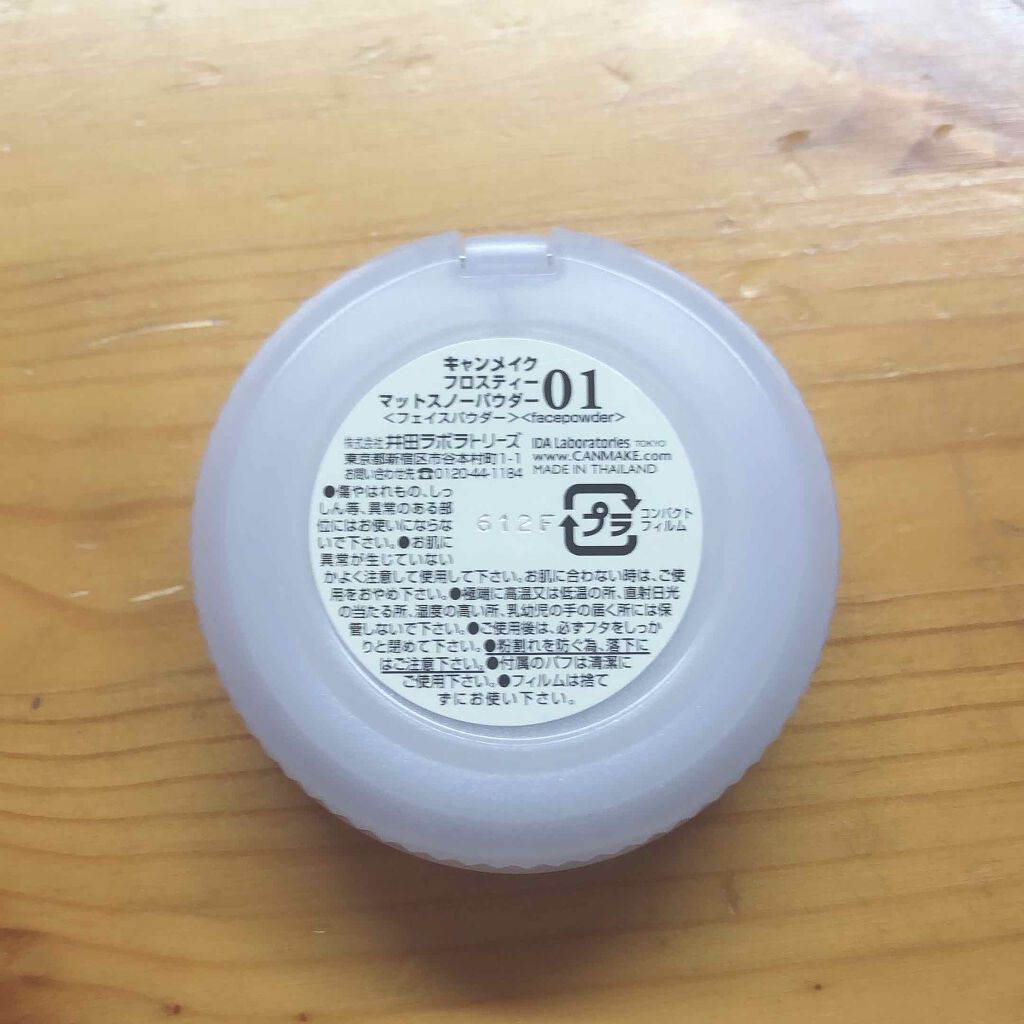 キャンメイク
フロスティー
マットスノーパウダー 01
<フェイスパウダー><facepowder>
株式会社 井田ラボラトリーズ
東京都新宿区市谷本村町1-1
お問い合わせ先☎0120-44-1184
IDA Laboratories TOKYO
www.CANMAKE.com
MADE IN THAILAND
●傷やはれもの、しっ
しん等、異常のある部
位にはお使いにならな
いで下さい。●お肌に
異常が生じていない
612F
プラ
コンパクト
フィルム
かよく注意して使用して下さい。お肌に合わない時は、ご使
用をおやめ下さい。●極端に高温又は低温の所、直射日光
の当たる所、湿度の高い所、乳幼児の手の届く所には保
管しないで下さい。●ご使用後は、必ずフタをしっか
りと閉めて下さい。●粉割れを防ぐ為、落下に
はご注意下さい。●付属のパフは清潔に
ご使用下さい。●フィルムは捨て
ずにお使い下さい。